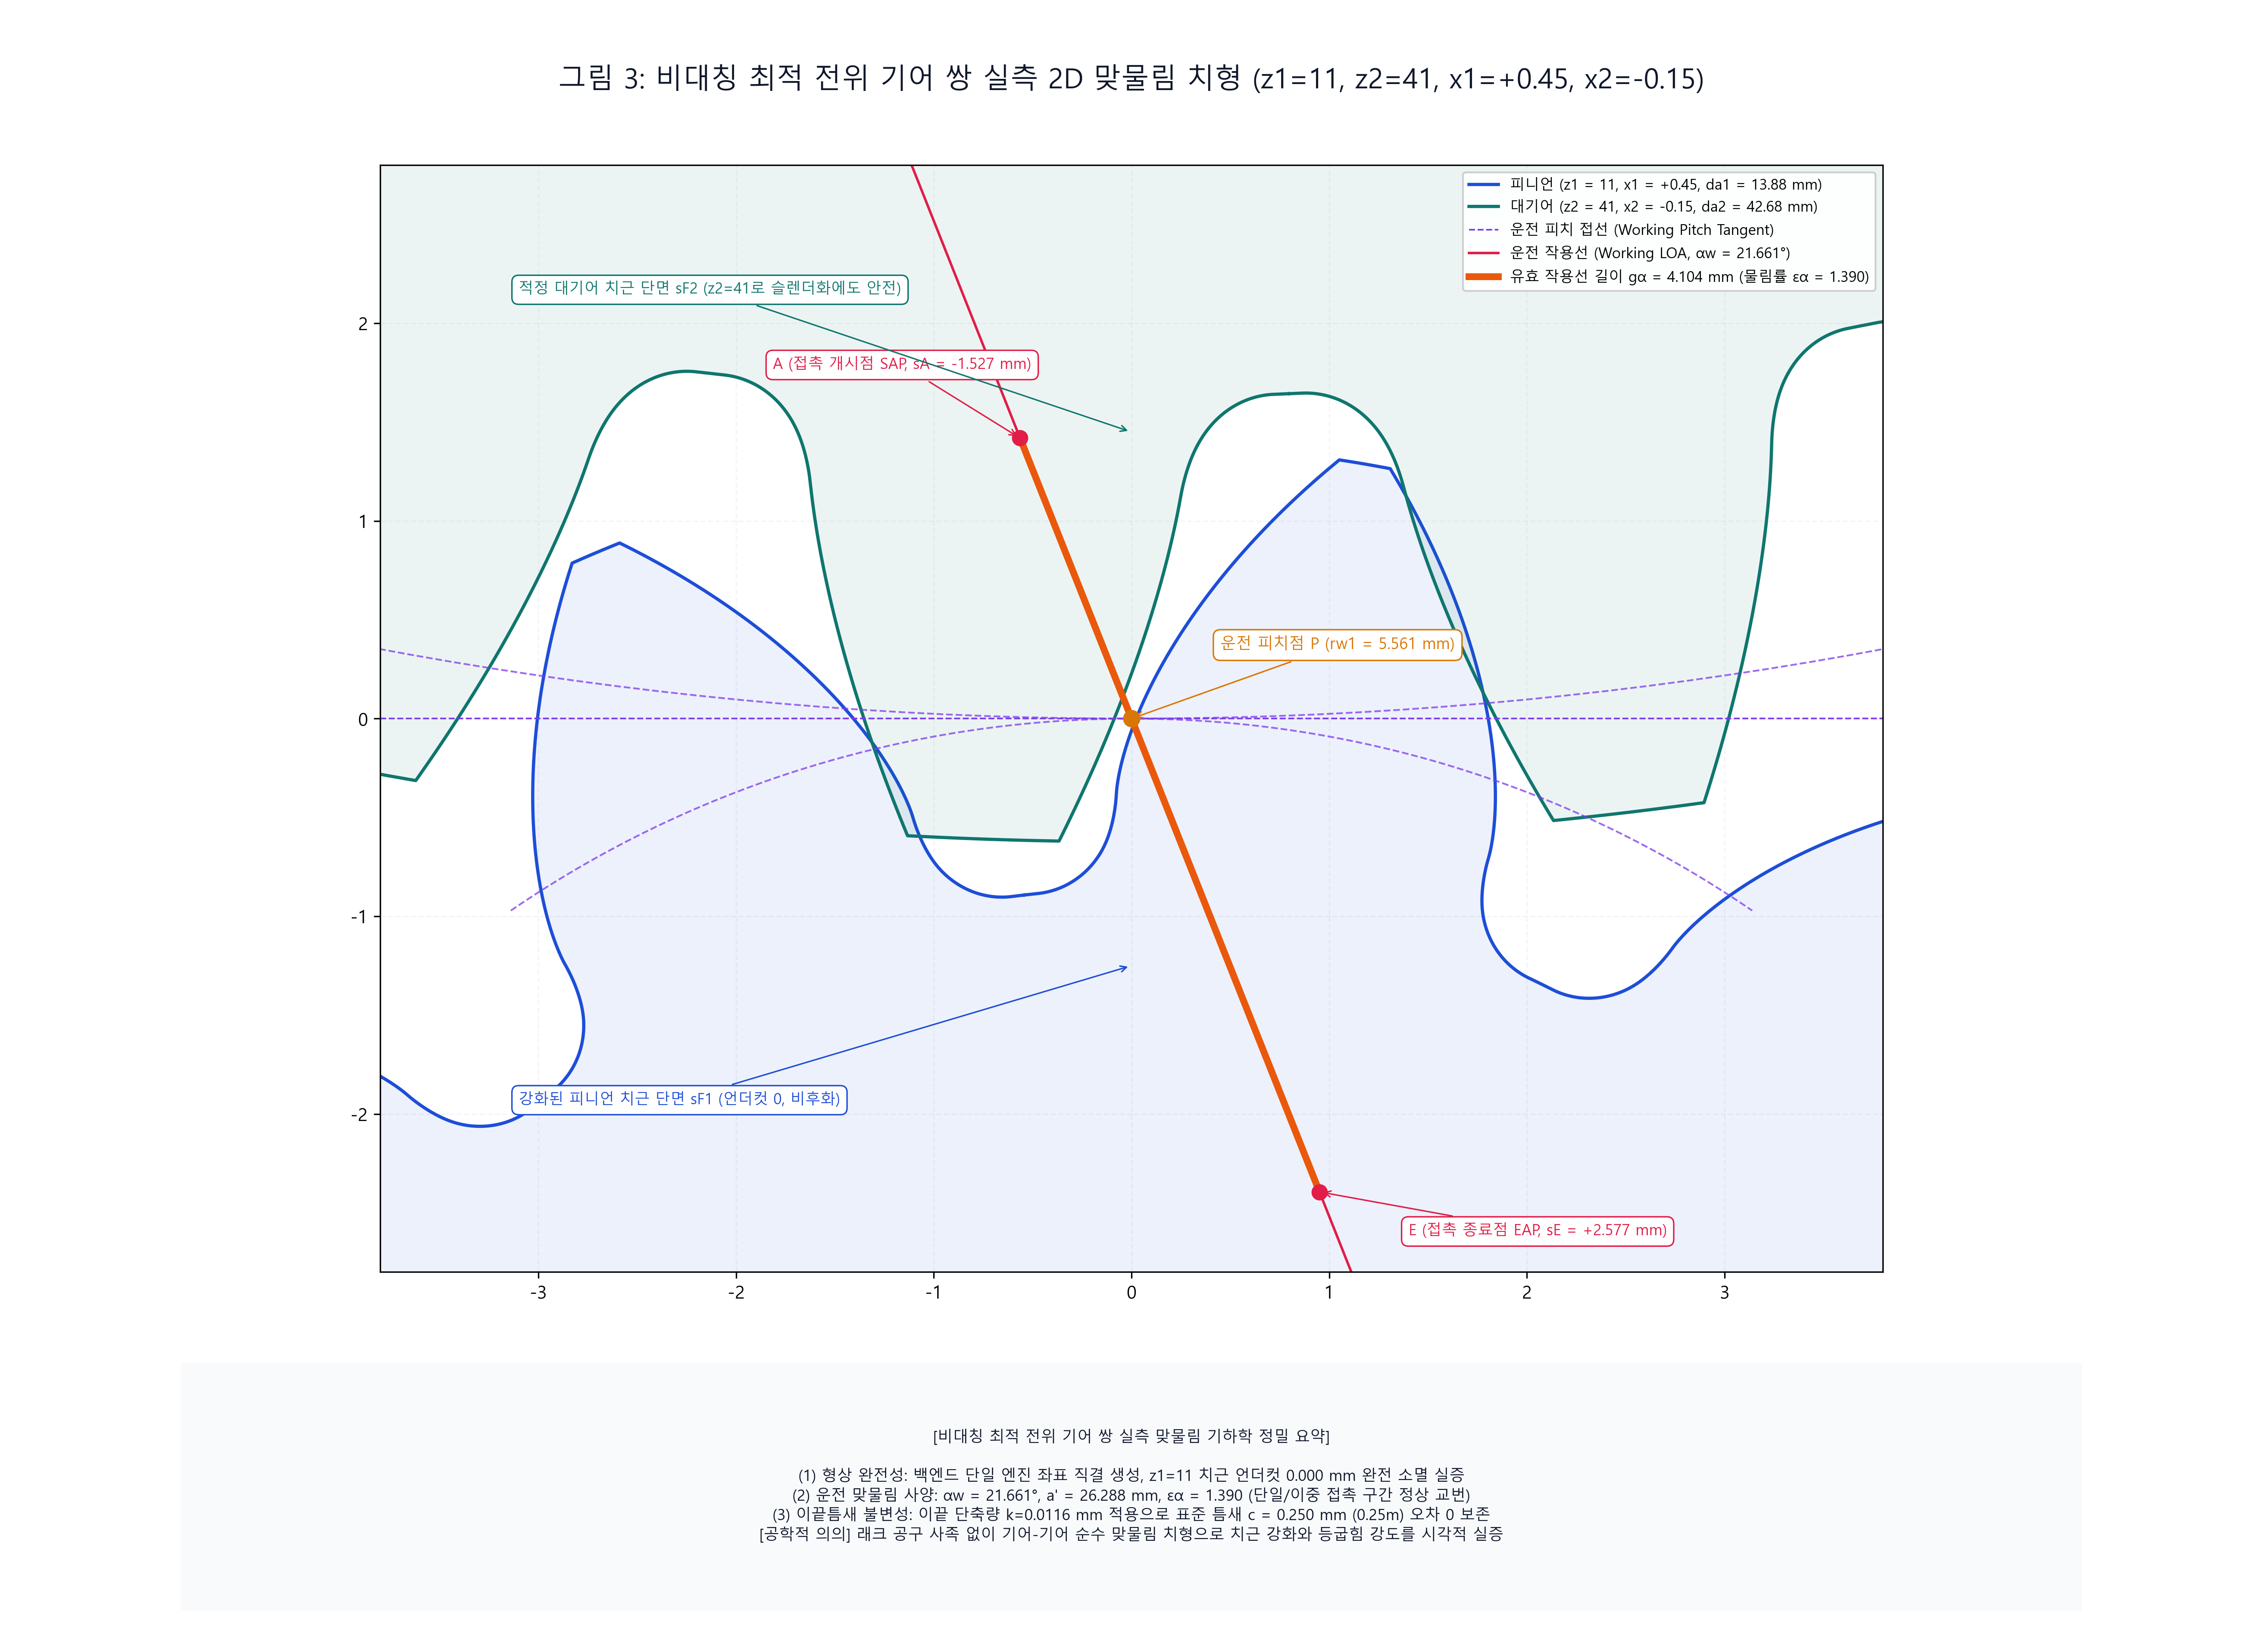 그림 3: 비대칭 최적 전위 기어 쌍 실측 2D 맞물림 치형 (z1=11, z2=41, x1=+0.45, x2=-0.15)
피니언 (z1 = 11, x1 = +0.45, da1 = 13.88 mm)
대기어 (z2 = 41, x2 = -0.15, da2 = 42.68 mm)
운전 피치 접선 (Working Pitch Tangent)
운전 작용선 (Working LOA, αw = 21.661°)
유효 작용선 길이 gα = 4.104 mm (물림률 εα = 1.390)
적정 대기어 치근 단면 sF2 (z2=41로 슬렌더화에도 안전)
A (접촉 개시점 SAP, sA = -1.527 mm)
운전 피치점 P (rw1 = 5.561 mm)
강화된 피니언 치근 단면 sF1 (언더컷 0, 비후화)
E (접촉 종료점 EAP, sE = +2.577 mm)
2
1
0
-1
-2
-3 -2 -1 0 1 2 3
[비대칭 최적 전위 기어 쌍 실측 맞물림 기하학 정밀 요약]
(1) 형상 완전성: 백엔드 단일 엔진 좌표 직결 생성, z1=11 치근 언더컷 0.000 mm 완전 소멸 실증
(2) 운전 맞물림 사양: αw = 21.661°, a' = 26.288 mm, εα = 1.390 (단일/이중 접촉 구간 정상 교번)
(3) 이끝틈새 불변성: 이끝 단축량 k=0.0116 mm 적용으로 표준 틈새 c = 0.250 mm (0.25m) 오차 0 보존
[공학적 의의] 래크 공구 사족 없이 기어-기어 순수 맞물림 치형으로 치근 강화와 등굽힘 강도를 시각적 실증